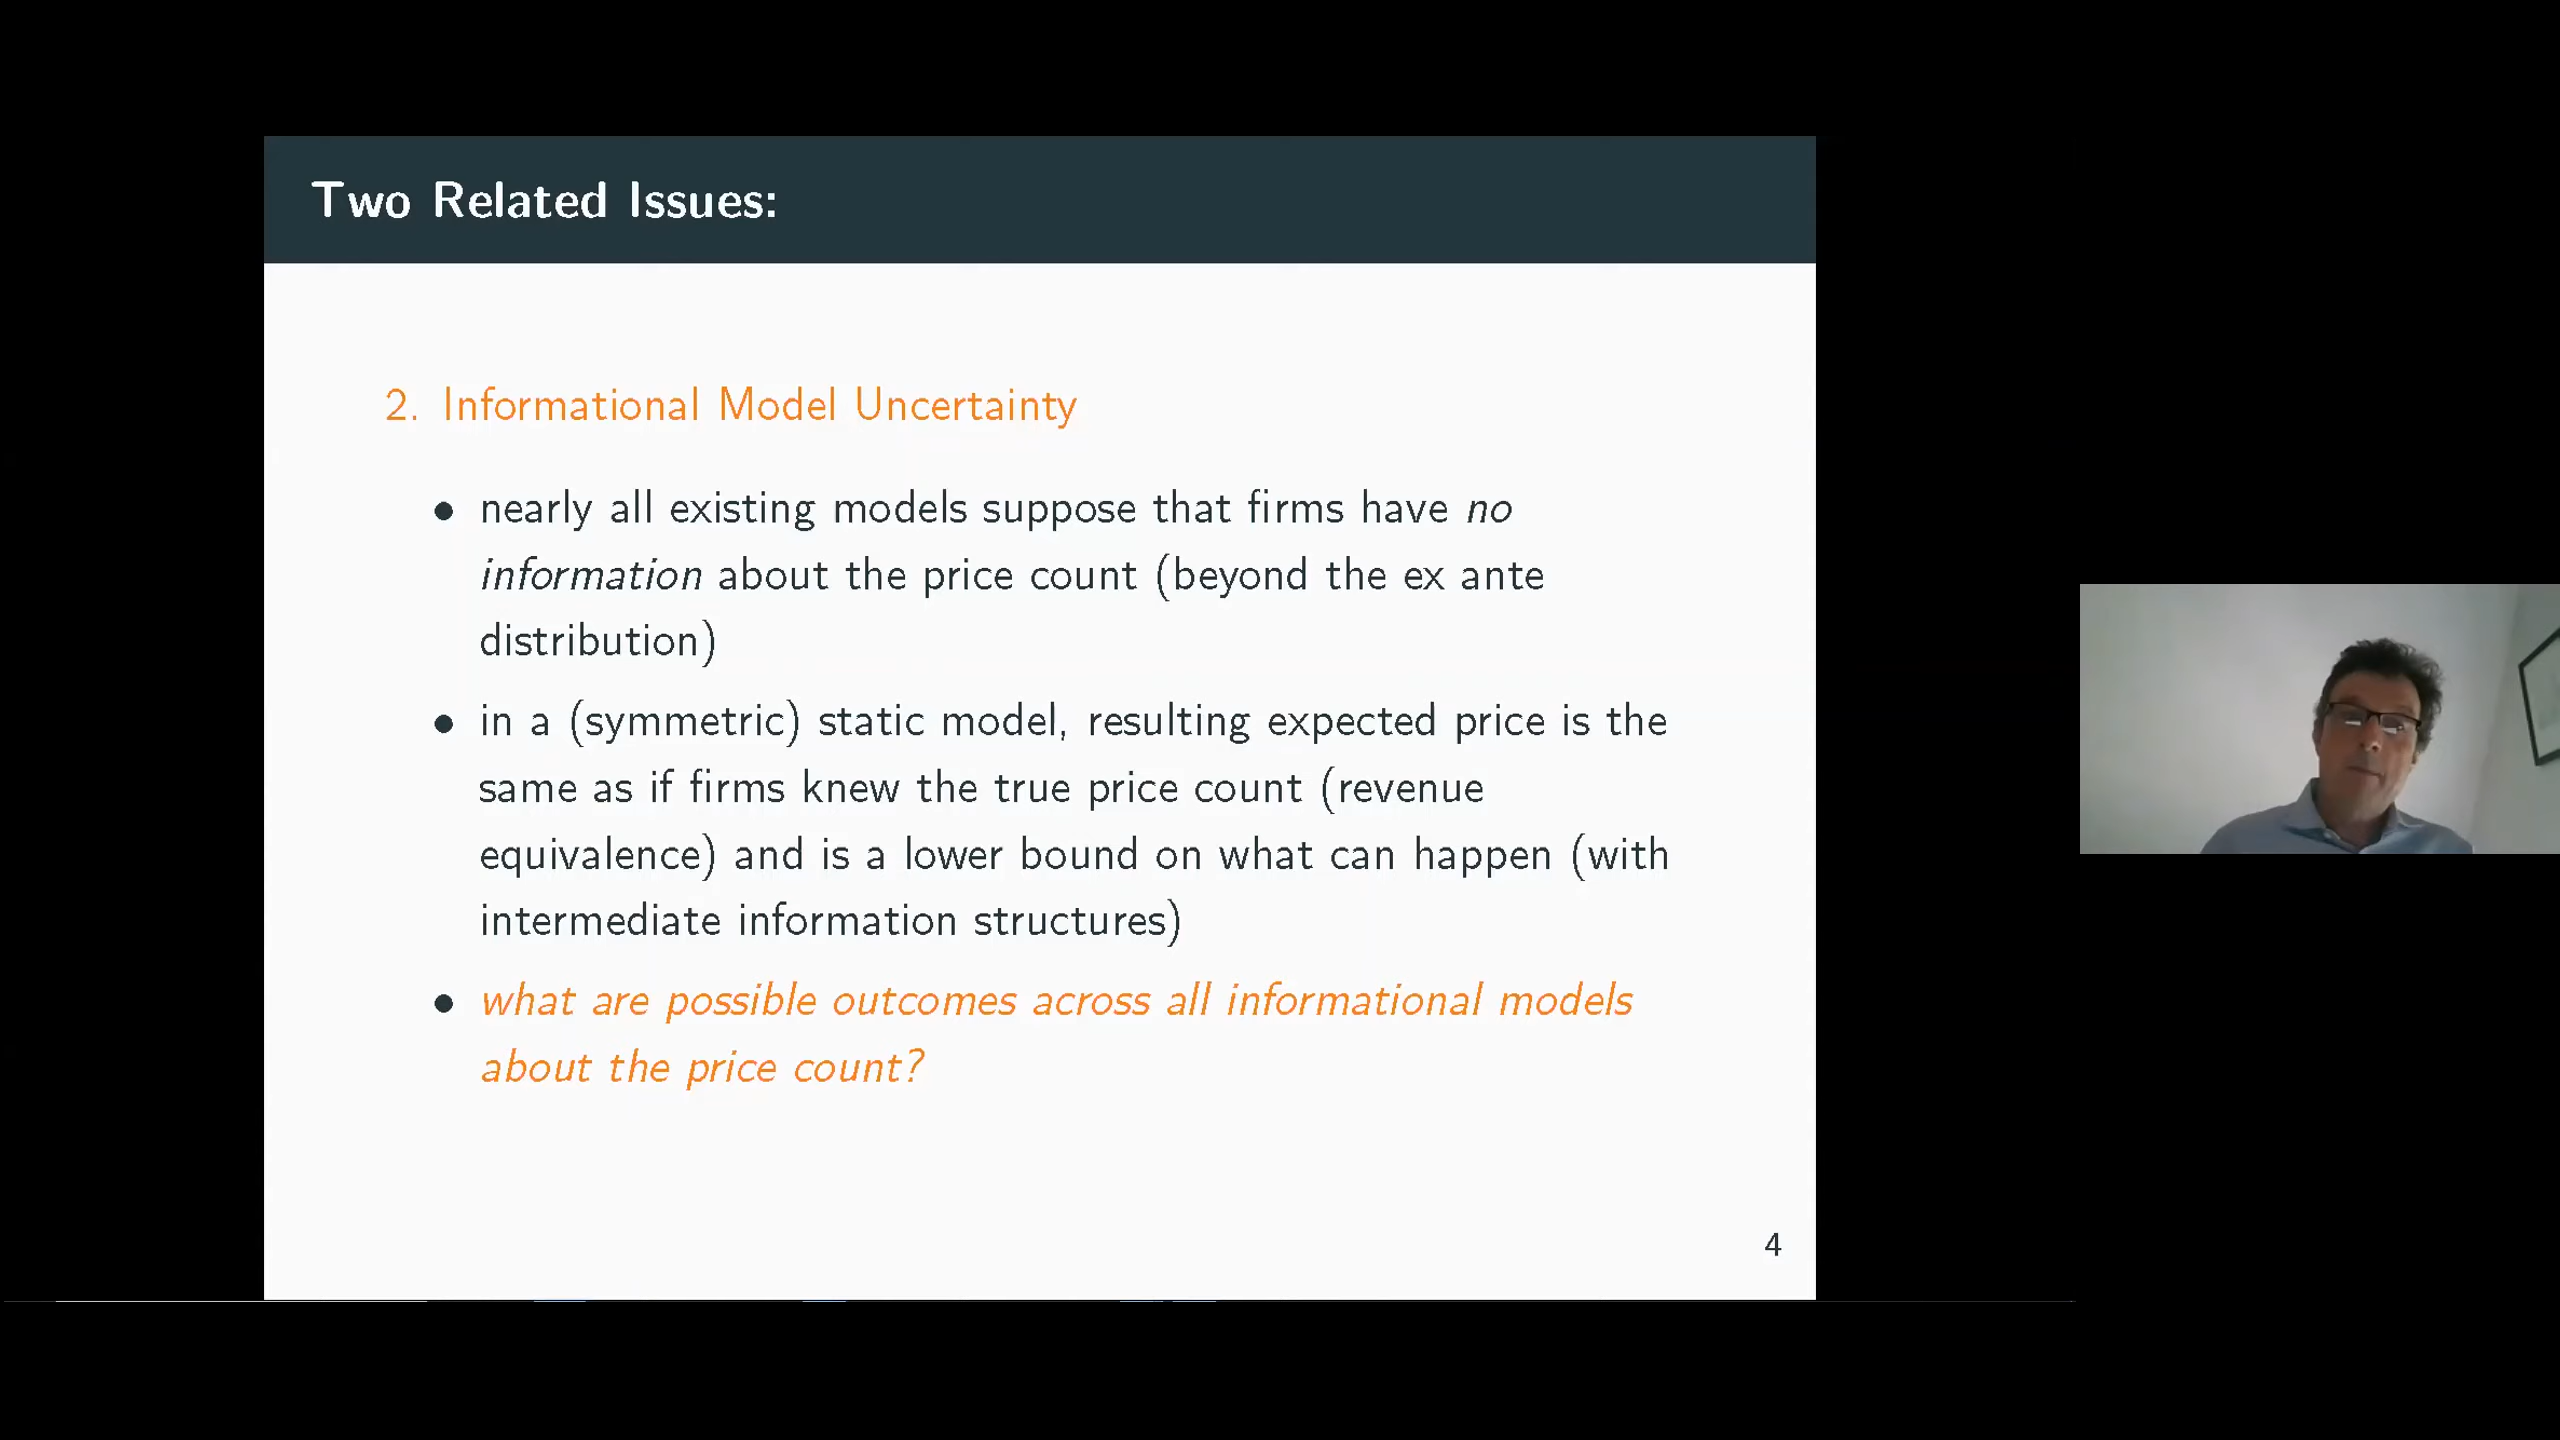 Two Related Issues:
2. Informational Model Uncertainty
• nearly all existing models suppose that firms have no
information about the price count (beyond the ex ante
distribution)
• in a (symmetric) static model, resulting expected price is the
same as if firms knew the true price count (revenue
equivalence) and is a lower bound on what can happen (with
intermediate information structures)
• what are possible outcomes across all informational models
about the price count?
4